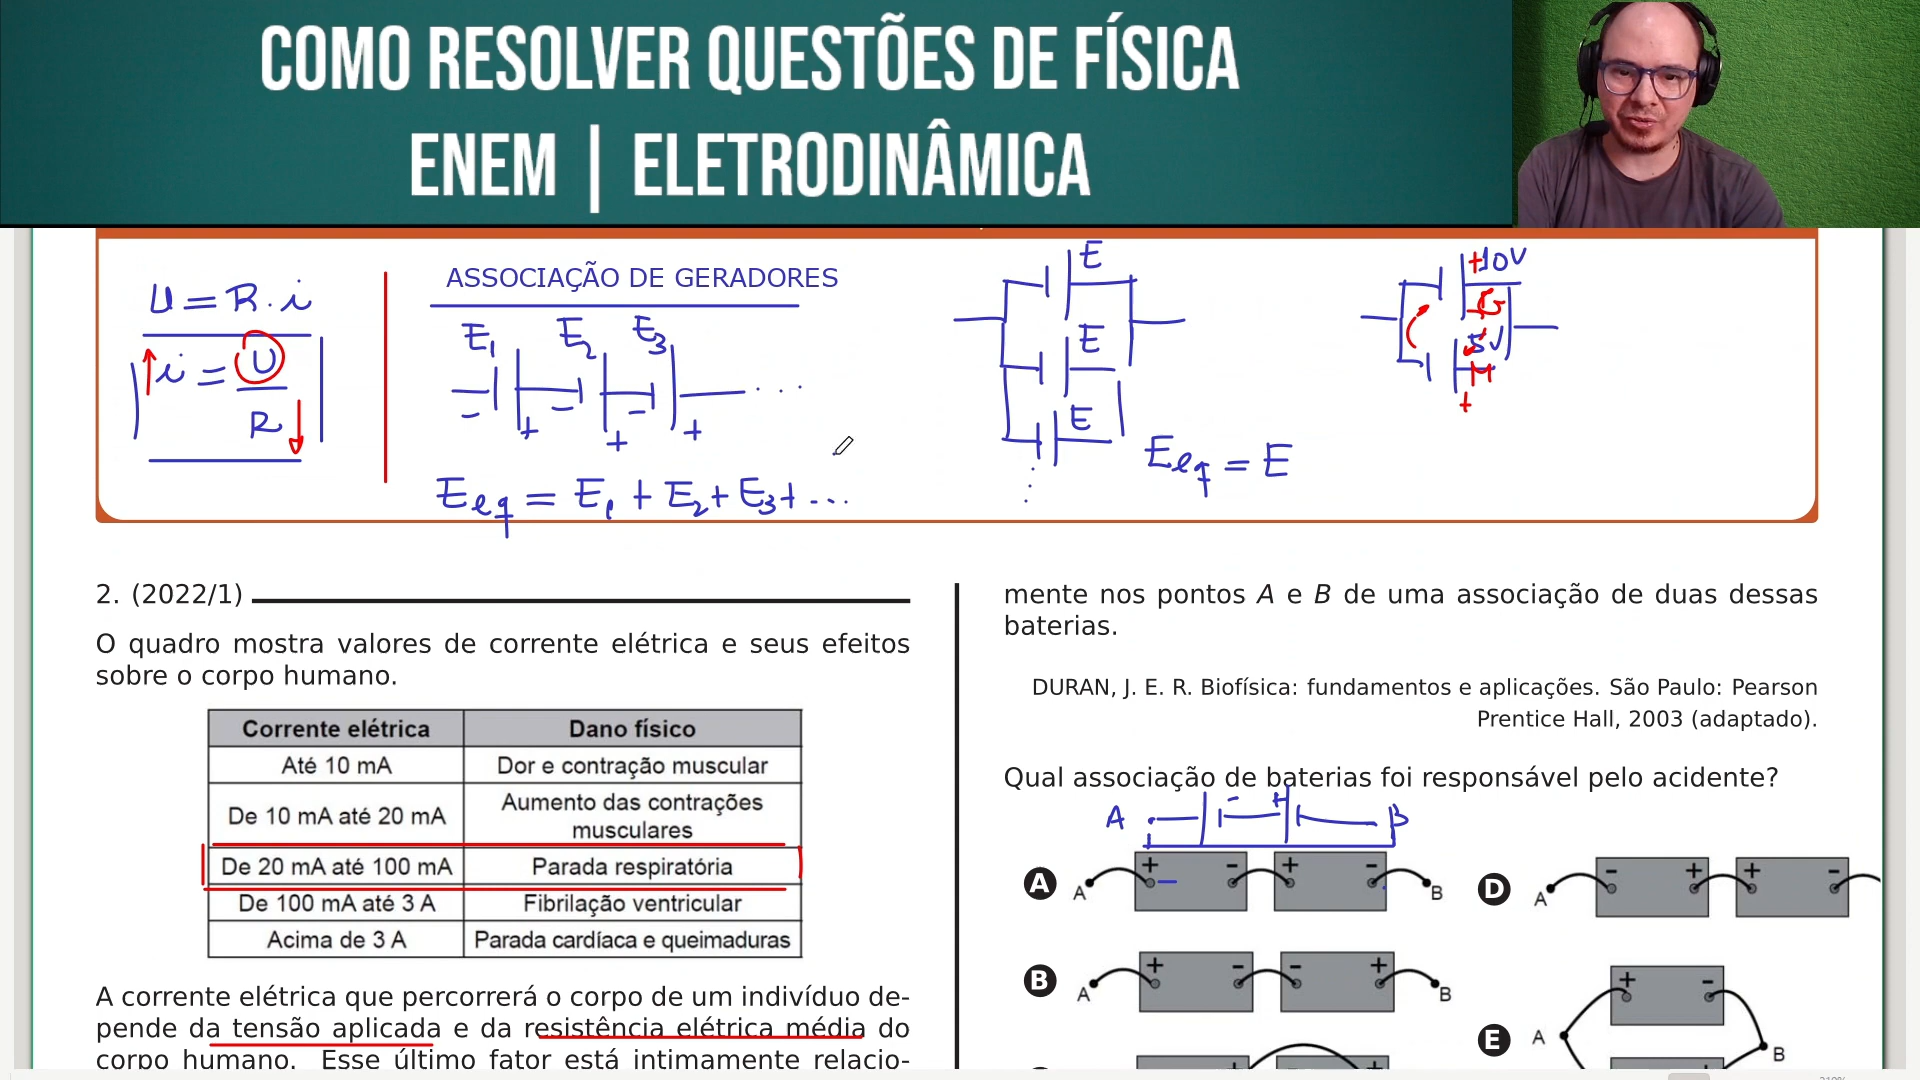 COMO RESOLVER QUESTÕES DE FÍSICA
ENEM | ELETRODINÂMICA
U = R . i
i = U
R
ASSOCIAÇÃO DE GERADORES
E1 E2 E3
- + - + - +
Eeq = E1 + E2 + E3 + ...
E
E
E
Eeq = E
+10V
G
5V
M
+
2. (2022/1)
O quadro mostra valores de corrente elétrica e seus efeitos
sobre o corpo humano.
Corrente elétrica Dano físico
Até 10 mA Dor e contração muscular
De 10 mA até 20 mA Aumento das contrações
musculares
De 20 mA até 100 mA Parada respiratória
De 100 mA até 3 A Fibrilação ventricular
Acima de 3 A Parada cardíaca e queimaduras
A corrente elétrica que percorrerá o corpo de um indivíduo de-
pende da tensão aplicada e da resistência elétrica média do
corpo humano. Esse último fator está intimamente relacio-
mente nos pontos A e B de uma associação de duas dessas
baterias.
DURAN, J. E. R. Biofísica: fundamentos e aplicações. São Paulo: Pearson
Prentice Hall, 2003 (adaptado).
Qual associação de baterias foi responsável pelo acidente?
A - + B
A A + - + - B
B A + - - + B
D A - + + -
E A + - B